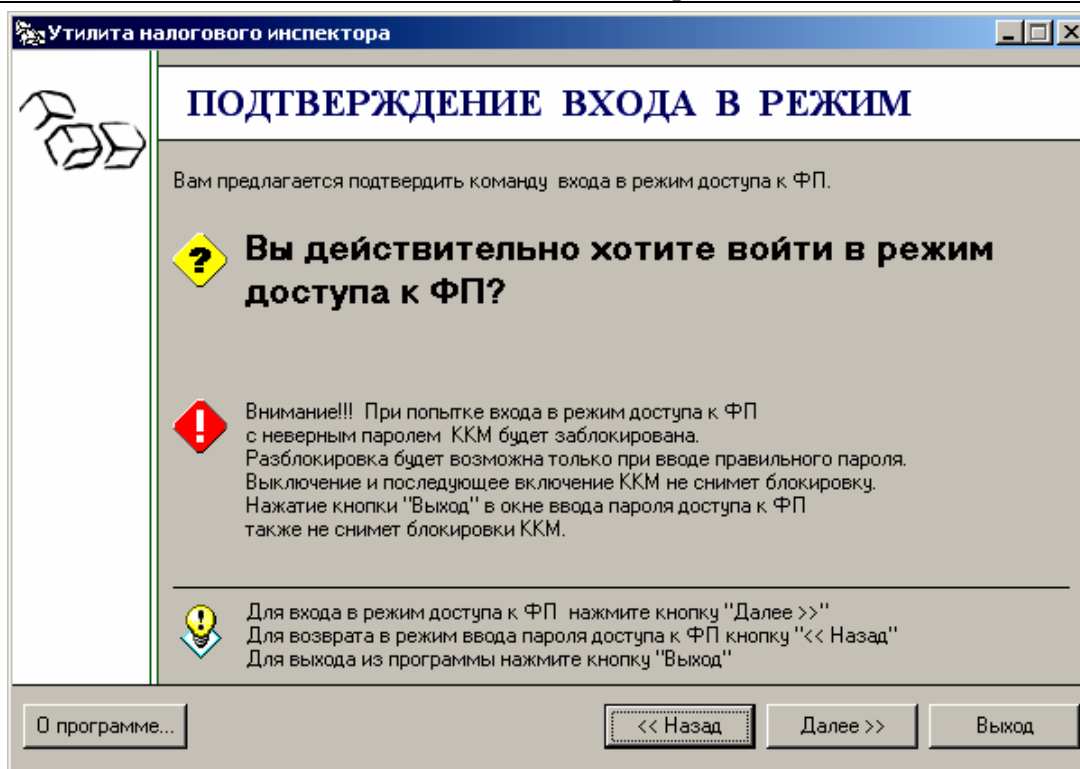 Утилита налогового инспектора
ПОДТВЕРЖДЕНИЕ ВХОДА В РЕЖИМ
Вам предлагается подтвердить команду входа в режим доступа к ФП.
Вы действительно хотите войти в режим
доступа к ФП?
Внимание!!! При попытке входа в режим доступа к ФП
с неверным паролем ККМ будет заблокирована.
Разблокировка будет возможна только при вводе правильного пароля.
Выключение и последующее включение ККМ не снимет блокировку.
Нажатие кнопки "Выход" в окне ввода пароля доступа к ФП
также не снимет блокировки ККМ.
Для входа в режим доступа к ФП нажмите кнопку "Далее >>"
Для возврата в режим ввода пароля доступа к ФП кнопку "<< Назад"
Для выхода из программы нажмите кнопку "Выход"
О программе...
<< Назад
Далее >>
Выход